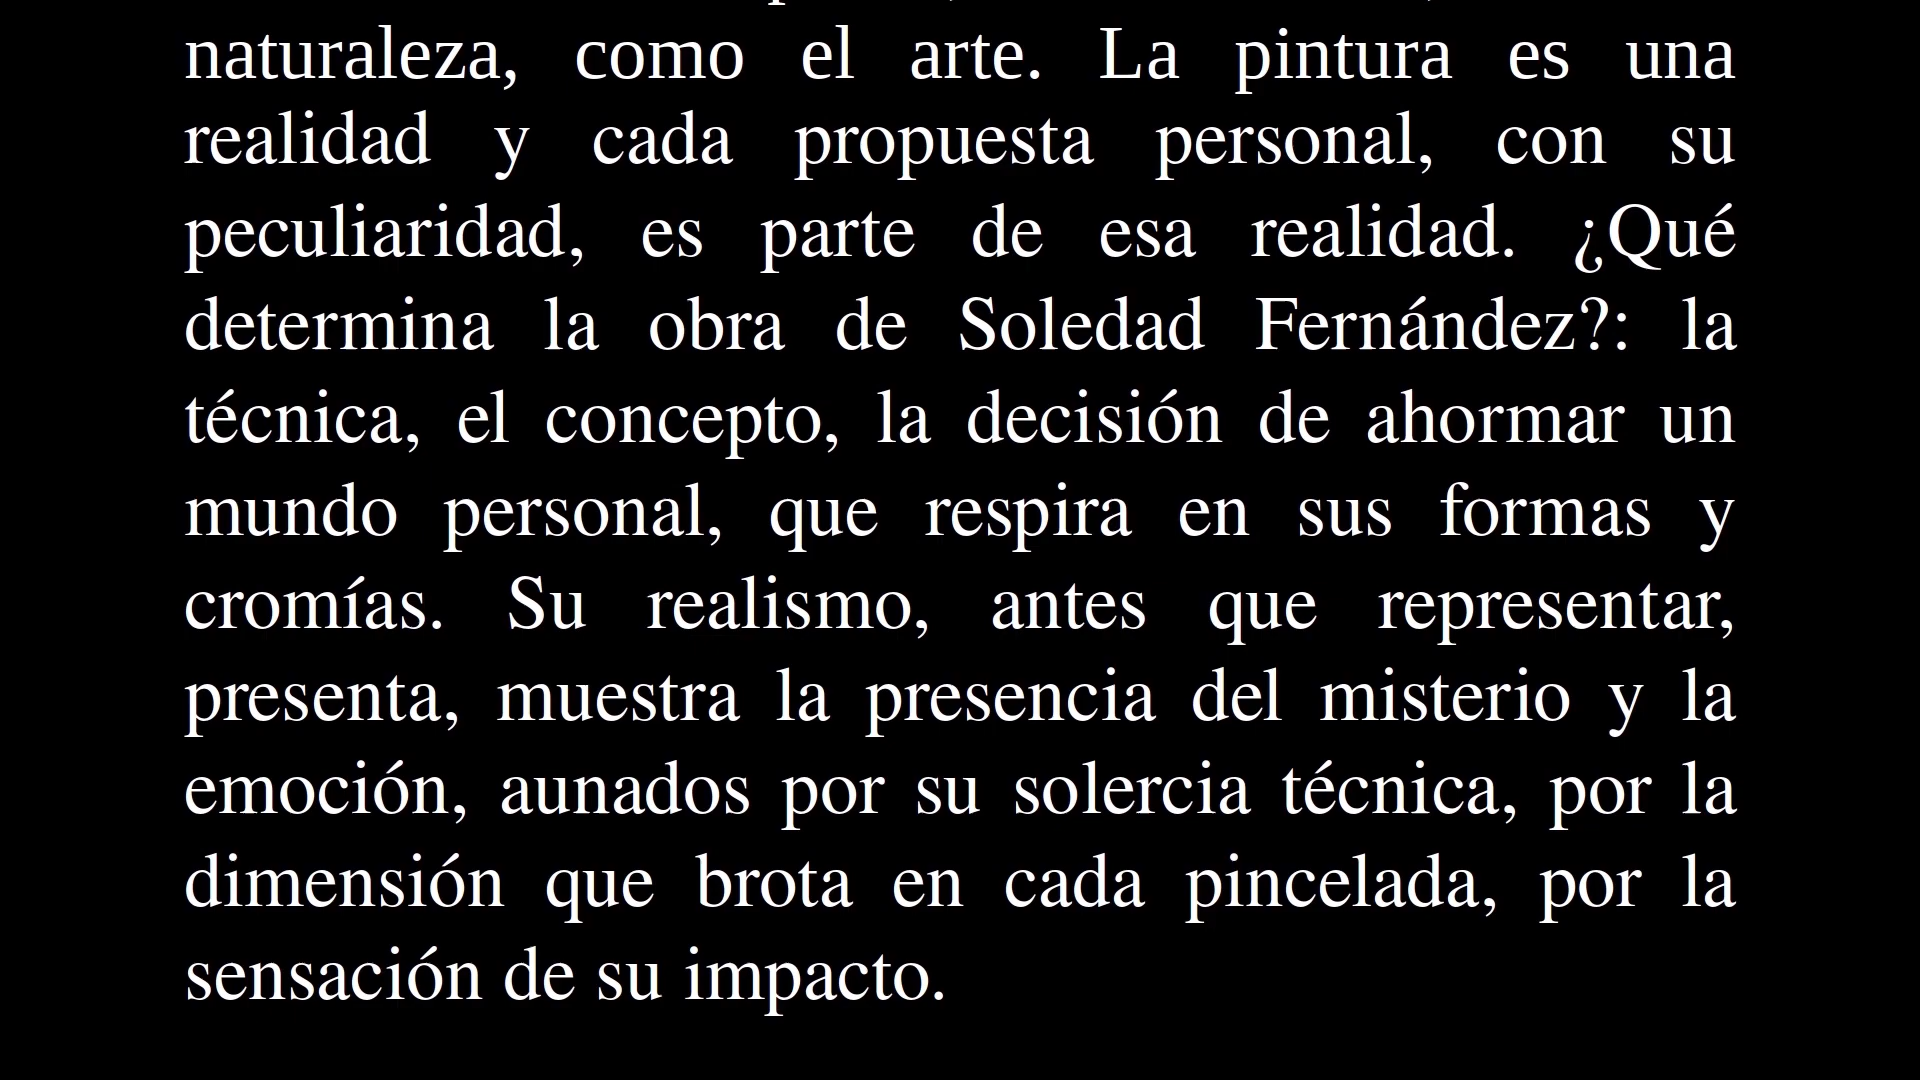 naturaleza, como el arte. La pintura es una
realidad y cada propuesta personal, con su
peculiaridad, es parte de esa realidad. ¿Qué
determina la obra de Soledad Fernández?: la
técnica, el concepto, la decisión de ahormar un
mundo personal, que respira en sus formas y
cromías. Su realismo, antes que representar,
presenta, muestra la presencia del misterio y la
emoción, aunados por su solercia técnica, por la
dimensión que brota en cada pincelada, por la
sensación de su impacto.